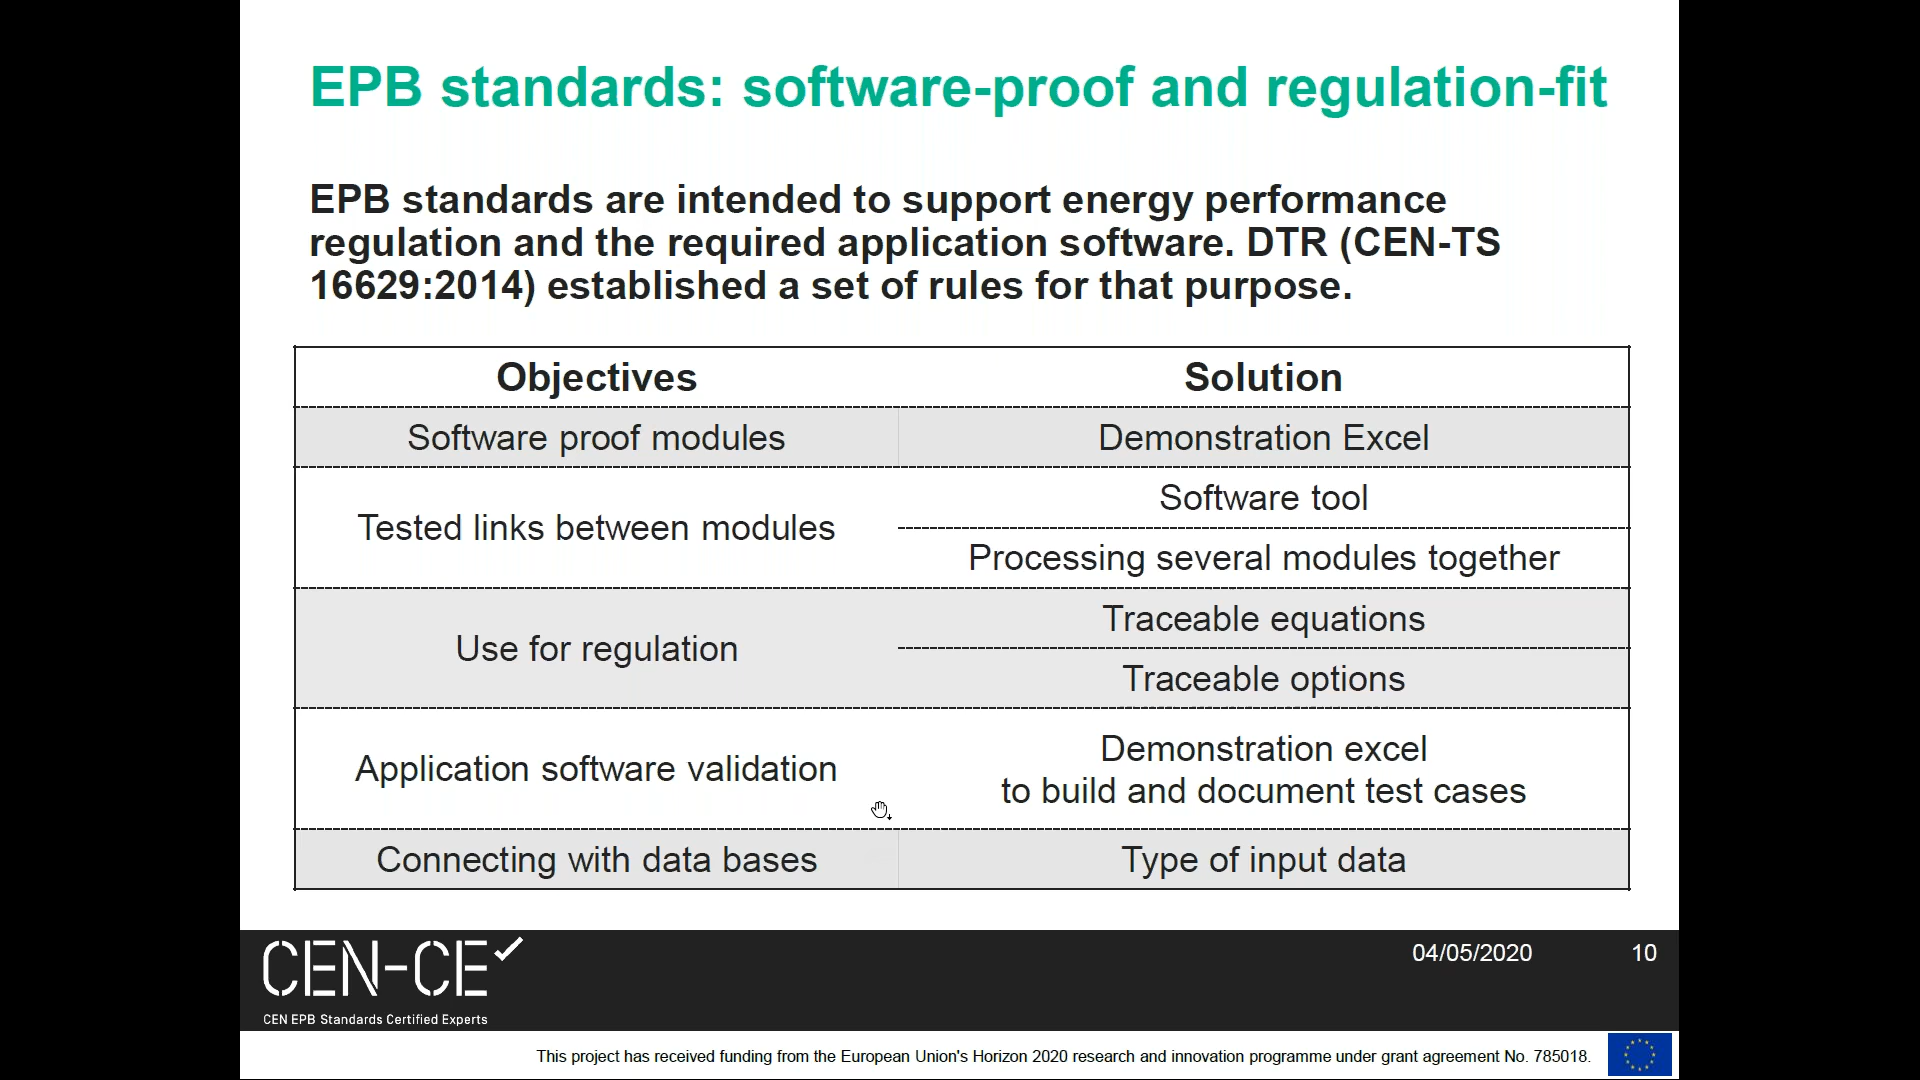 EPB standards: software-proof and regulation-fit
EPB standards are intended to support energy performance
regulation and the required application software. DTR (CEN-TS
16629:2014) established a set of rules for that purpose.
Objectives
Solution
Software proof modules
Demonstration Excel
Tested links between modules
Software tool
Processing several modules together
Use for regulation
Traceable equations
Traceable options
Application software validation
Demonstration excel
to build and document test cases
Connecting with data bases
Type of input data
CEN-CE
CEN EPB Standards Certified Experts
04/05/2020
10
This project has received funding from the European Union's Horizon 2020 research and innovation programme under grant agreement No. 785018.